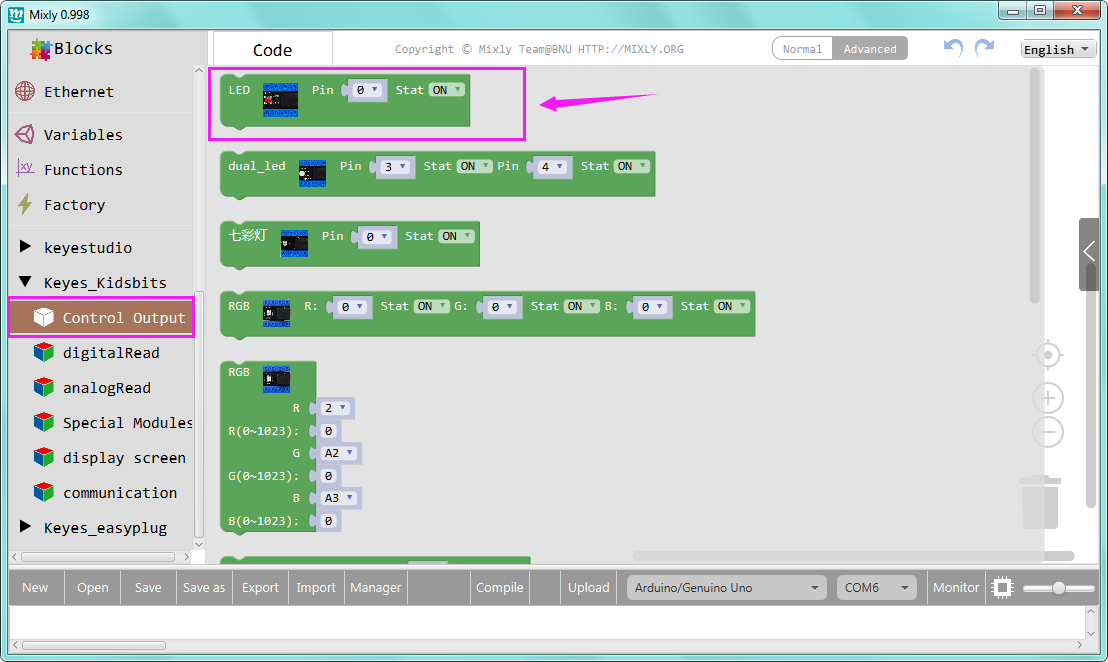 Mixly 0.998
Blocks
Code
Copyright © Mixly Team@BNU HTTP://MIXLY.ORG
Normal
Advanced
English
Ethernet
Variables
Functions
Factory
keyestudio
Keyes_Kidsbits
Control Output
digitalRead
analogRead
Special Modules
display screen
communication
Keyes_easyplug
LED Pin 0 Stat ON
dual_led Pin 3 Stat ON Pin 4 Stat ON
七彩灯 Pin 0 Stat ON
RGB R: 0 Stat ON G: 0 Stat ON B: 0 Stat ON
RGB
R 2
R(0~1023): 0
G A2
G(0~1023): 0
B A3
B(0~1023): 0
New Open Save Save as Export Import Manager Compile Upload Arduino/Genuino Uno COM6 Monitor